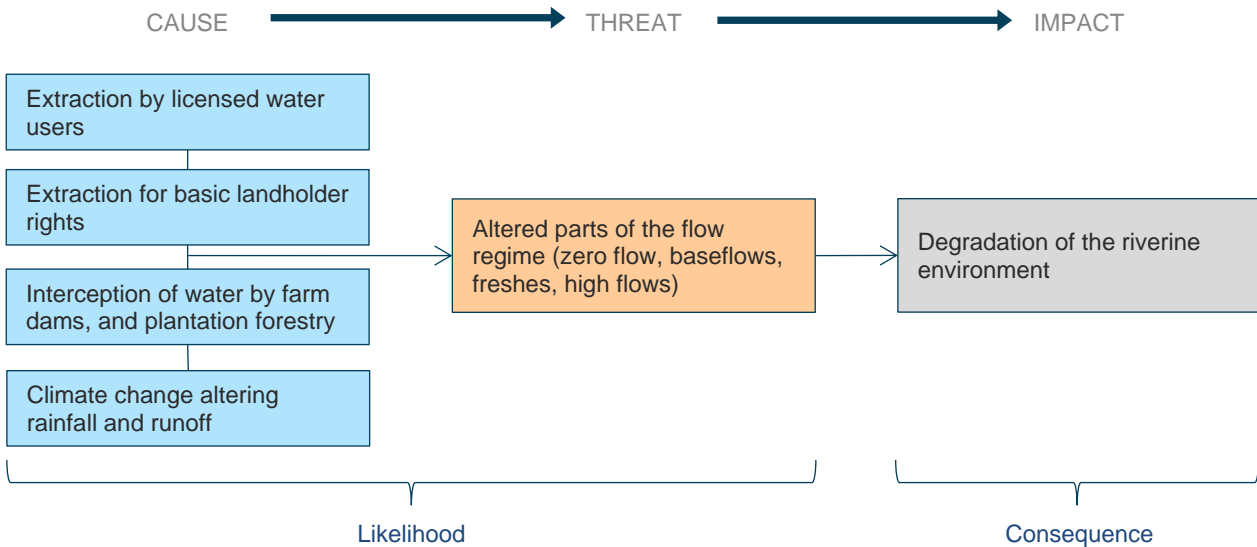 CAUSE
THREAT
IMPACT
Extraction by licensed water
users
Extraction for basic landholder
rights
Interception of water by farm
dams, and plantation forestry
Climate change altering
rainfall and runoff
Altered parts of the flow
regime (zero flow, baseflows,
freshes, high flows)
Degradation of the riverine
environment
Likelihood
Consequence